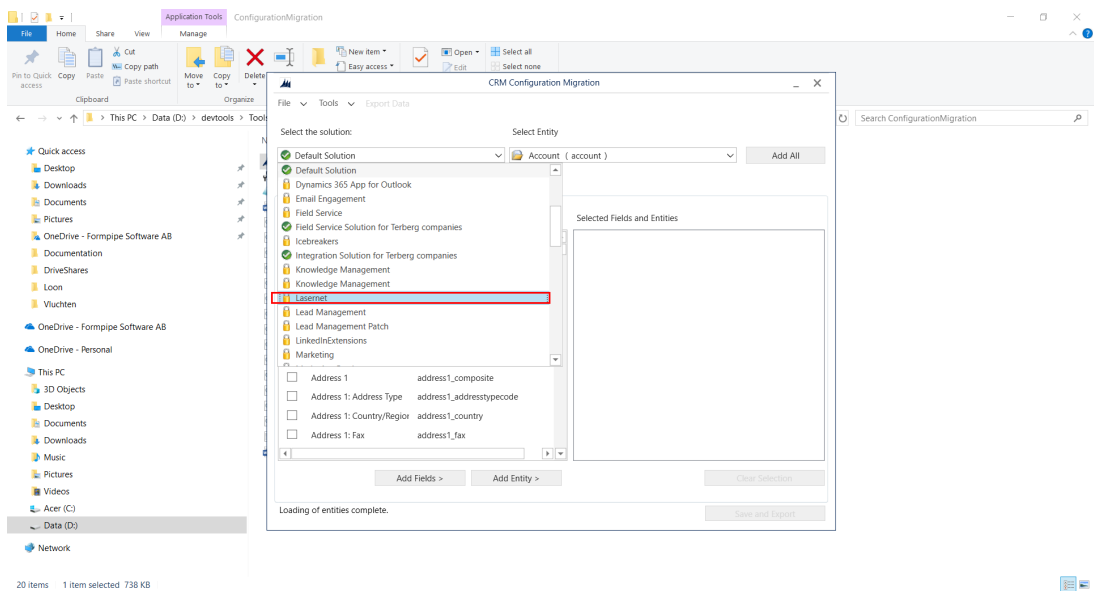 Application Tools ConfigurationMigration
File Home Share View Manage
Pin to Quick access
Copy
Paste
Cut
Copy path
Paste shortcut
Clipboard
Move to
Copy to
Delete
Organize
New item
Easy access
Open
Edit
Select all
Select none
This PC > Data (D:) > devtools > Tools
Search ConfigurationMigration
Quick access
Desktop
Downloads
Documents
Pictures
OneDrive - Formpipe Software AB
Documentation
DriveShares
Loon
Vluchten
OneDrive - Formpipe Software AB
OneDrive - Personal
This PC
3D Objects
Desktop
Documents
Downloads
Music
Pictures
Videos
Acer (C:)
Data (D:)
Network
20 items 1 item selected 738 KB
CRM Configuration Migration
File Tools Export Data
Select the solution: Select Entity
Default Solution Account ( account ) Add All
Default Solution
Dynamics 365 App for Outlook
Email Engagement
Field Service
Field Service Solution for Terberg companies
Icebreakers
Integration Solution for Terberg companies
Knowledge Management
Knowledge Management
Lasernet
Lead Management
Lead Management Patch
LinkedInExtensions
Marketing
Selected Fields and Entities
Address 1 address1_composite
Address 1: Address Type address1_addresstypecode
Address 1: Country/Region address1_country
Address 1: Fax address1_fax
Add Fields > Add Entity > Clear Selection
Loading of entities complete. Save and Export